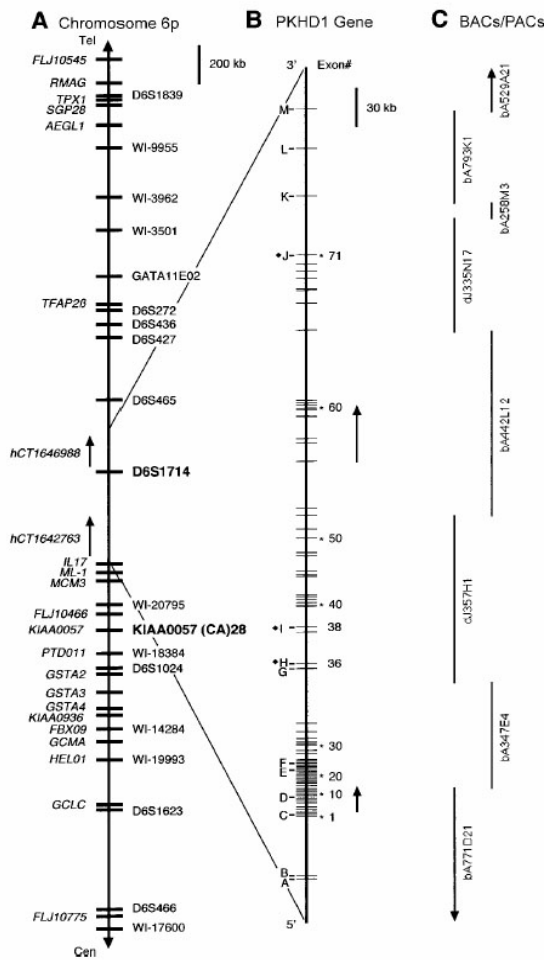 A Chromosome 6p
Tel
FLJ10545
RMAG
D6S1839
TPX1
SGP28
AEGL1
WI-9955
WI-3962
WI-3501
GATA11E02
TFAP26
D6S272
D6S436
D6S427
D6S465
hCT1646988
D6S1714
hCT1642763
IL17
ML-1
MCM3
WI-20795
FLJ10466
KIAA0057
KIAA0057 (CA)28
PTD011
WI-18384
D6S1024
GSTA2
GSTA3
GSTA4
KIAA0936
FBX09
WI-14284
GCMA
HEL01
WI-19993
GCLC
D6S1623
D6S466
FLJ10775
WI-17600
Cen
200 kb
B PKHD1 Gene
3'
Exon#
30 kb
M
L
K
J * 71
* 60
* 50
* 40
I 38
H 36
G
* 30
F
E
* 20
D * 10
C * 1
B
A
5'
C BACs/PACs
bA529A21
bA793K1
bA258M3
dJ335N17
bA442L12
dJ357H1
bA347E4
bA771D21